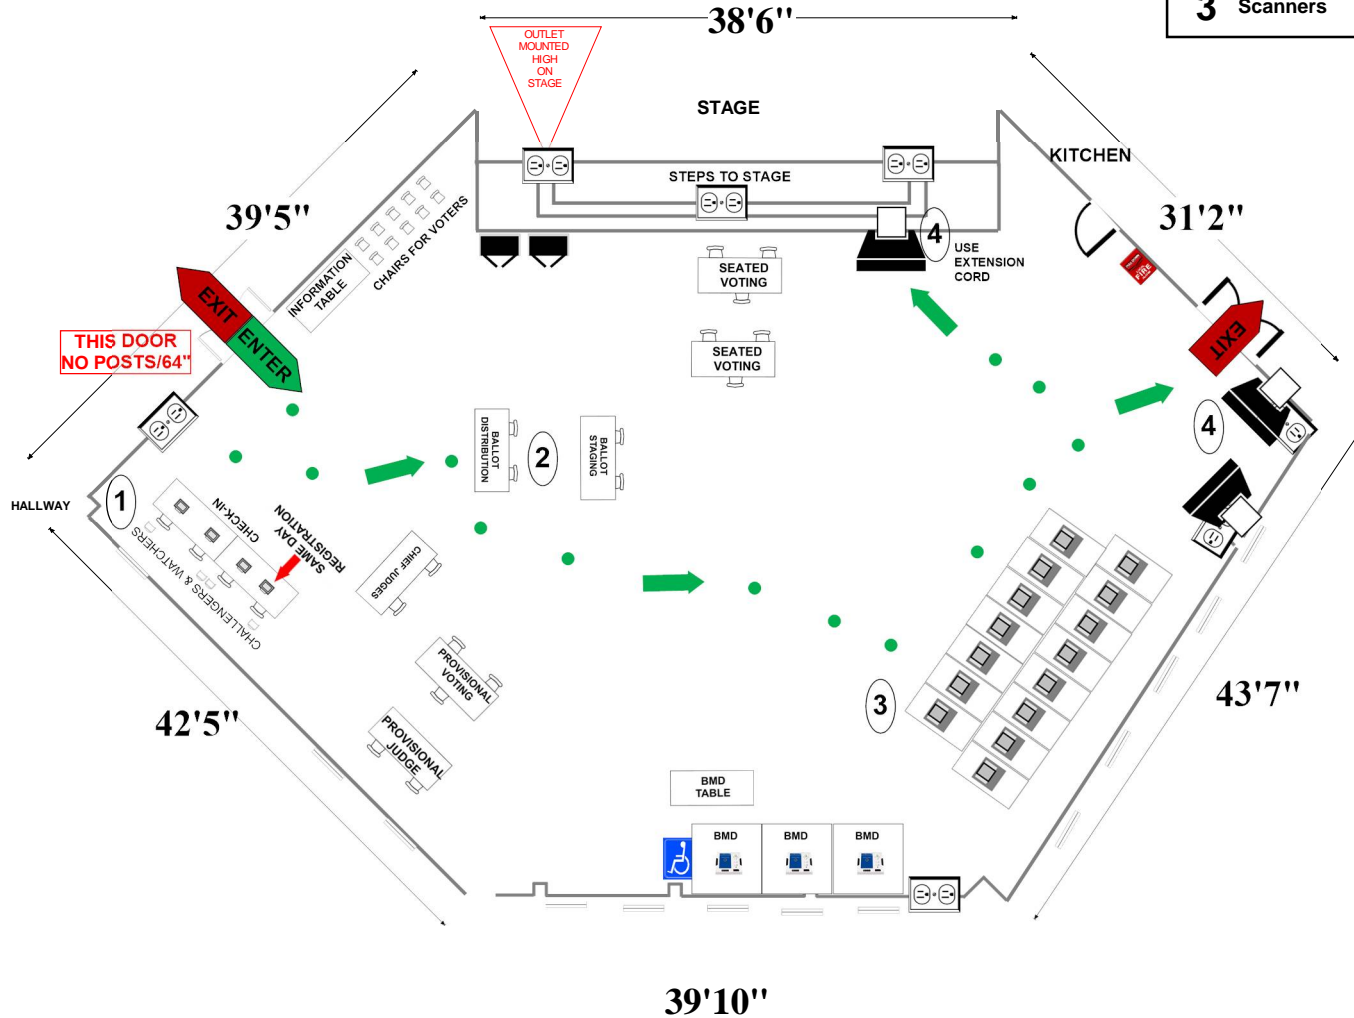 3 Scanners
38'6"
OUTLET
MOUNTED
HIGH
ON
STAGE
STAGE
KITCHEN
STEPS TO STAGE
39'5"
31'2"
CHAIRS FOR VOTERS
INFORMATION
TABLE
4
USE
EXTENSION
CORD
FIRE
SEATED
VOTING
SEATED
VOTING
EXIT
ENTER
EXIT
THIS DOOR
NO POSTS/64"
4
BALLOT
DISTRIBUTION
2
BALLOT
STAGING
HALLWAY
1
CHECK-IN
SAME DAY
REGISTRATION
CHALLENGERS & WATCHERS
CHIEF JUDGES
PROVISIONAL
VOTING
PROVISIONAL
JUDGE
3
42'5"
43'7"
BMD
TABLE
BMD
BMD
BMD
39'10"